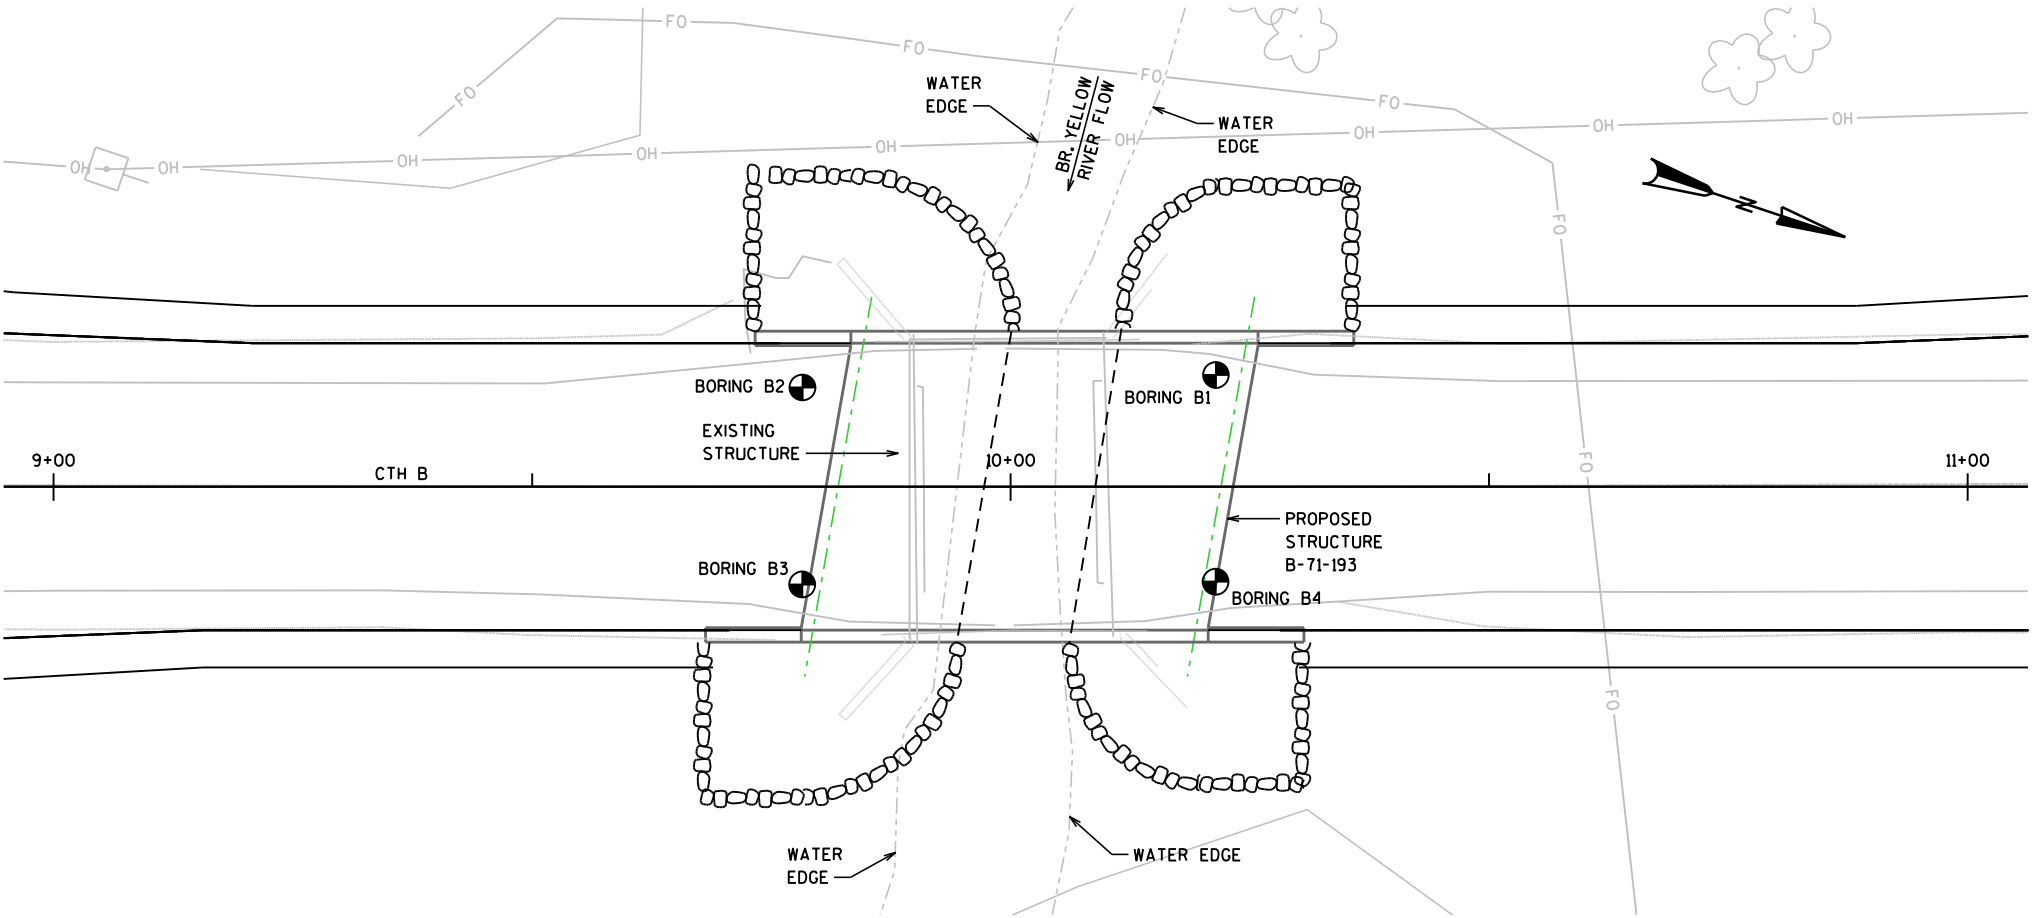 FO
FO
FO
FO
FO
WATER
EDGE
BR. YELLOW
RIVER FLOW
WATER
EDGE
OH
OH
OH
OH
OH
OH
OH
OH
OH
N
FO
BORING B2
BORING B1
EXISTING
STRUCTURE
9+00
CTH B
10+00
FO
11+00
PROPOSED
STRUCTURE
B-71-193
BORING B3
BORING B4
FO
WATER
EDGE
WATER EDGE